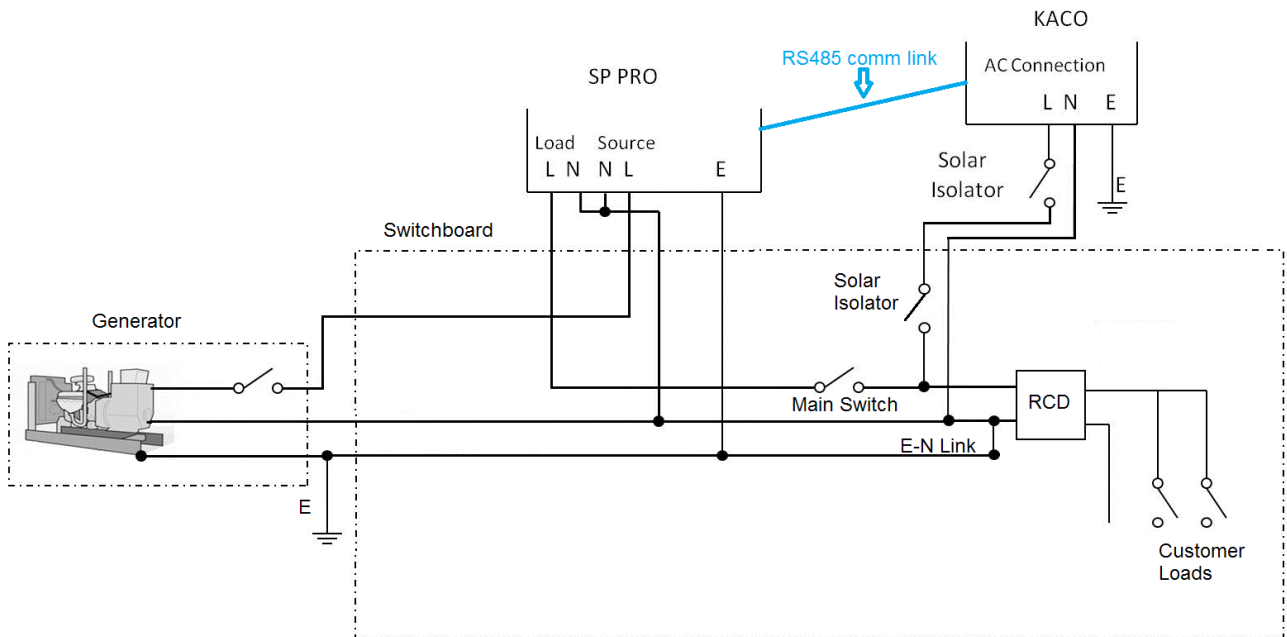 KACO
RS485 comm link
AC Connection
SP PRO
L N E
Load Source
L N N L E
Solar
Isolator
E
Switchboard
Solar
Isolator
Generator
Main Switch
RCD
E-N Link
E
Customer
Loads